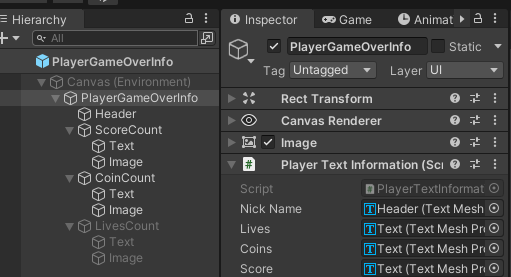 Hierarchy
All
PlayerGameOverInfo
Canvas (Environment)
PlayerGameOverInfo
Header
ScoreCount
Text
Image
CoinCount
Text
Image
LivesCount
Text
Image
Inspector
Game
Animat
PlayerGameOverInfo
Static
Tag Untagged Layer UI
Rect Transform
Canvas Renderer
Image
Player Text Information (Scr
Script PlayerTextInformat
Nick Name Header (Text Mesh
Lives Text (Text Mesh Pro
Coins Text (Text Mesh Pro
Score Text (Text Mesh Pro